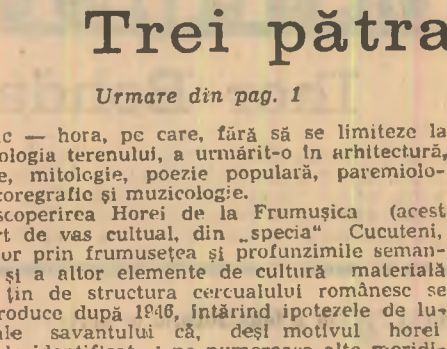 Trei pătra
Urmare din pag. 1
ic — hora, pe care, fără să se limiteze la
ologia terenului, a urmărit-o în arhitectură,
e, mitologie, poezie populară, paremiolo-
coregrafic și muzicologie.
scoperirea Horei de la Frumușica (acest
rt de vas cultual, din „specia" Cucuteni,
or prin frumusețea și profunzimile seman-
și a altor elemente de cultură materială
țin de structura cercualului românesc se
roduce după 1946, întărind ipotezele de lu-
ale savantului că, deși motivul horei